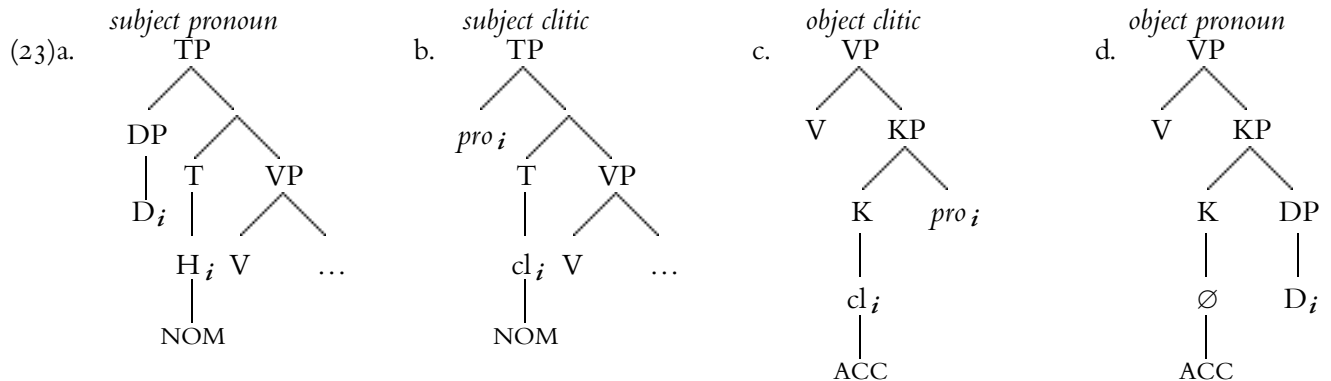 subject pronoun subject clitic object clitic object pronoun
(23)a. TP b. TP c. VP d. VP
DP pro i V KP V KP
T VP T VP
D i K pro i K DP
H i V … cl i V …
cl i ∅ D i
NOM NOM
ACC ACC